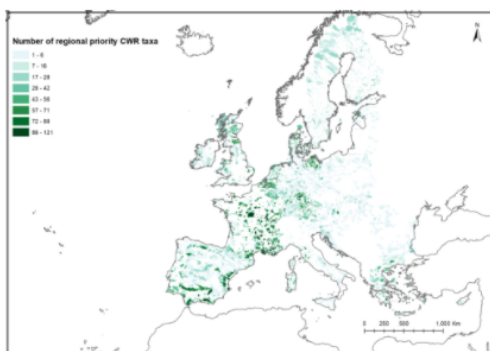 Number of regional priority CWR taxa
1 - 6
7 - 16
17 - 28
29 - 42
43 - 56
57 - 71
72 - 88
89 - 121
N
0 200 500 1,000 Km